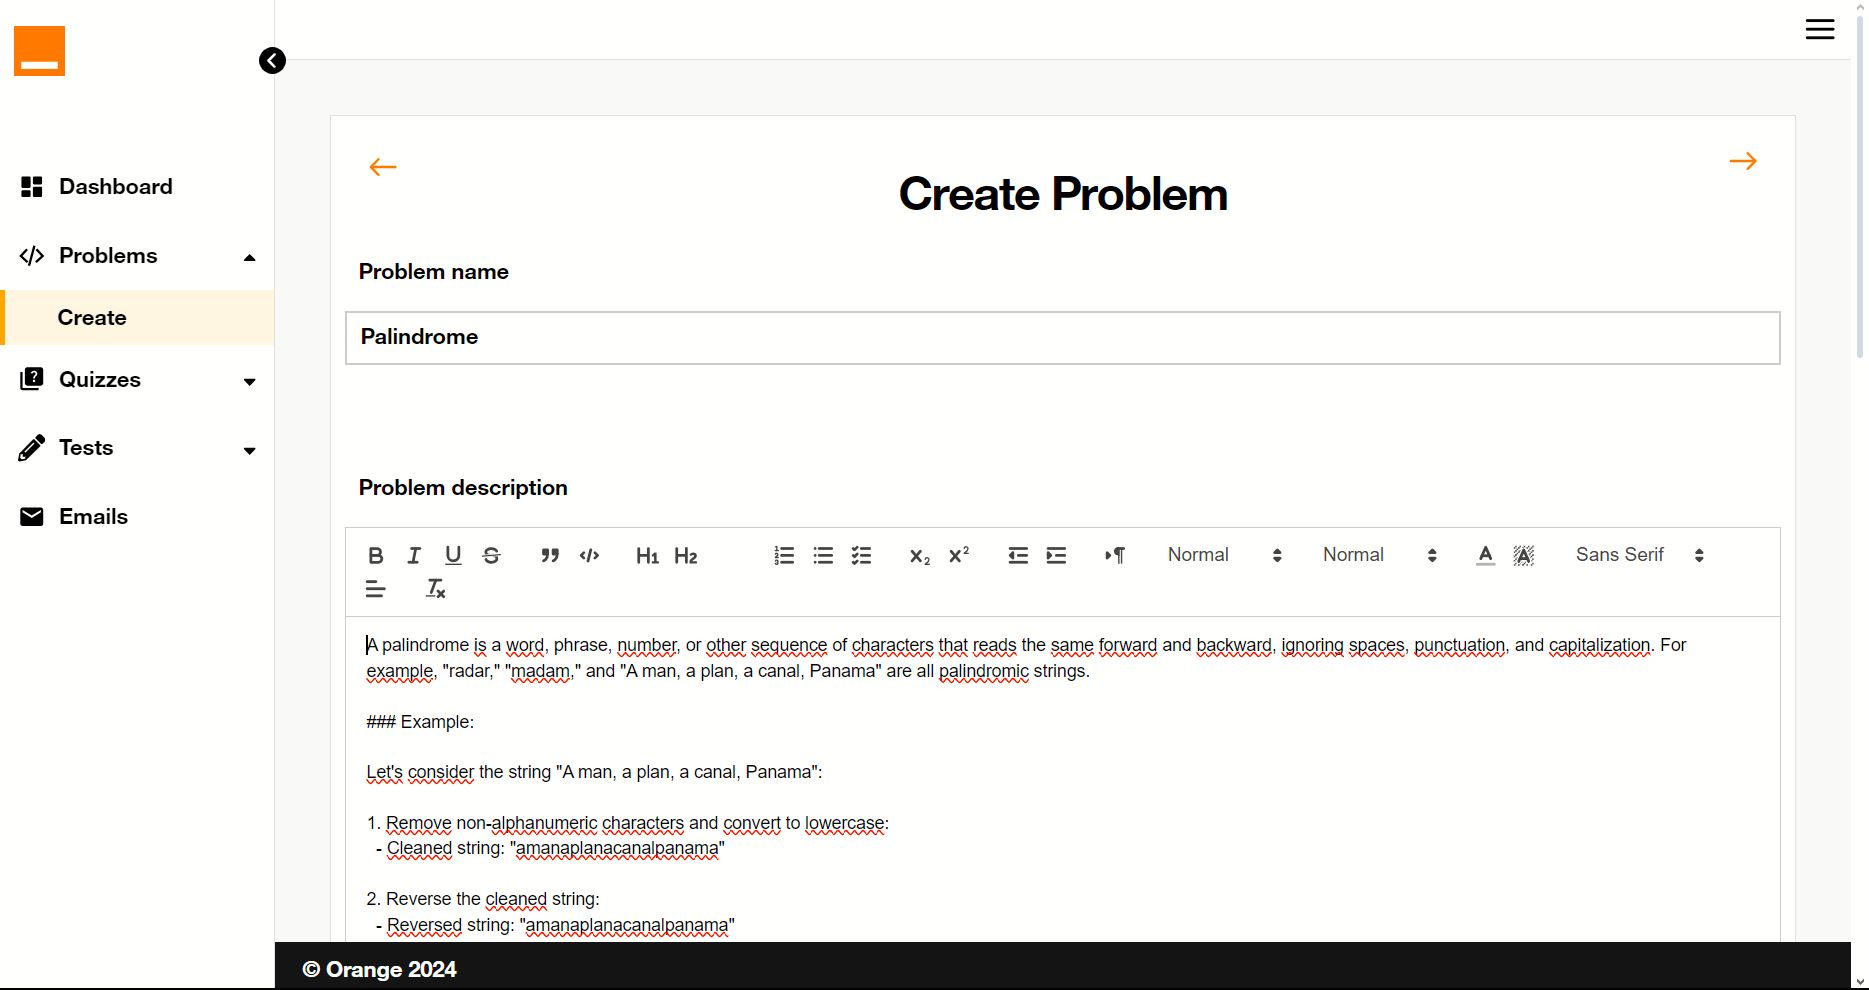 Dashboard
Problems
Create
Quizzes
Tests
Emails
Create Problem
Problem name
Palindrome
Problem description
Normal
Normal
Sans Serif
A palindrome is a word, phrase, number, or other sequence of characters that reads the same forward and backward, ignoring spaces, punctuation, and capitalization. For
example, "radar," "madam," and "A man, a plan, a canal, Panama" are all palindromic strings.
### Example:
Let's consider the string "A man, a plan, a canal, Panama":
1. Remove non-alphanumeric characters and convert to lowercase:
- Cleaned string: "amanaplanacanalpanama"
2. Reverse the cleaned string:
- Reversed string: "amanaplanacanalpanama"
© Orange 2024